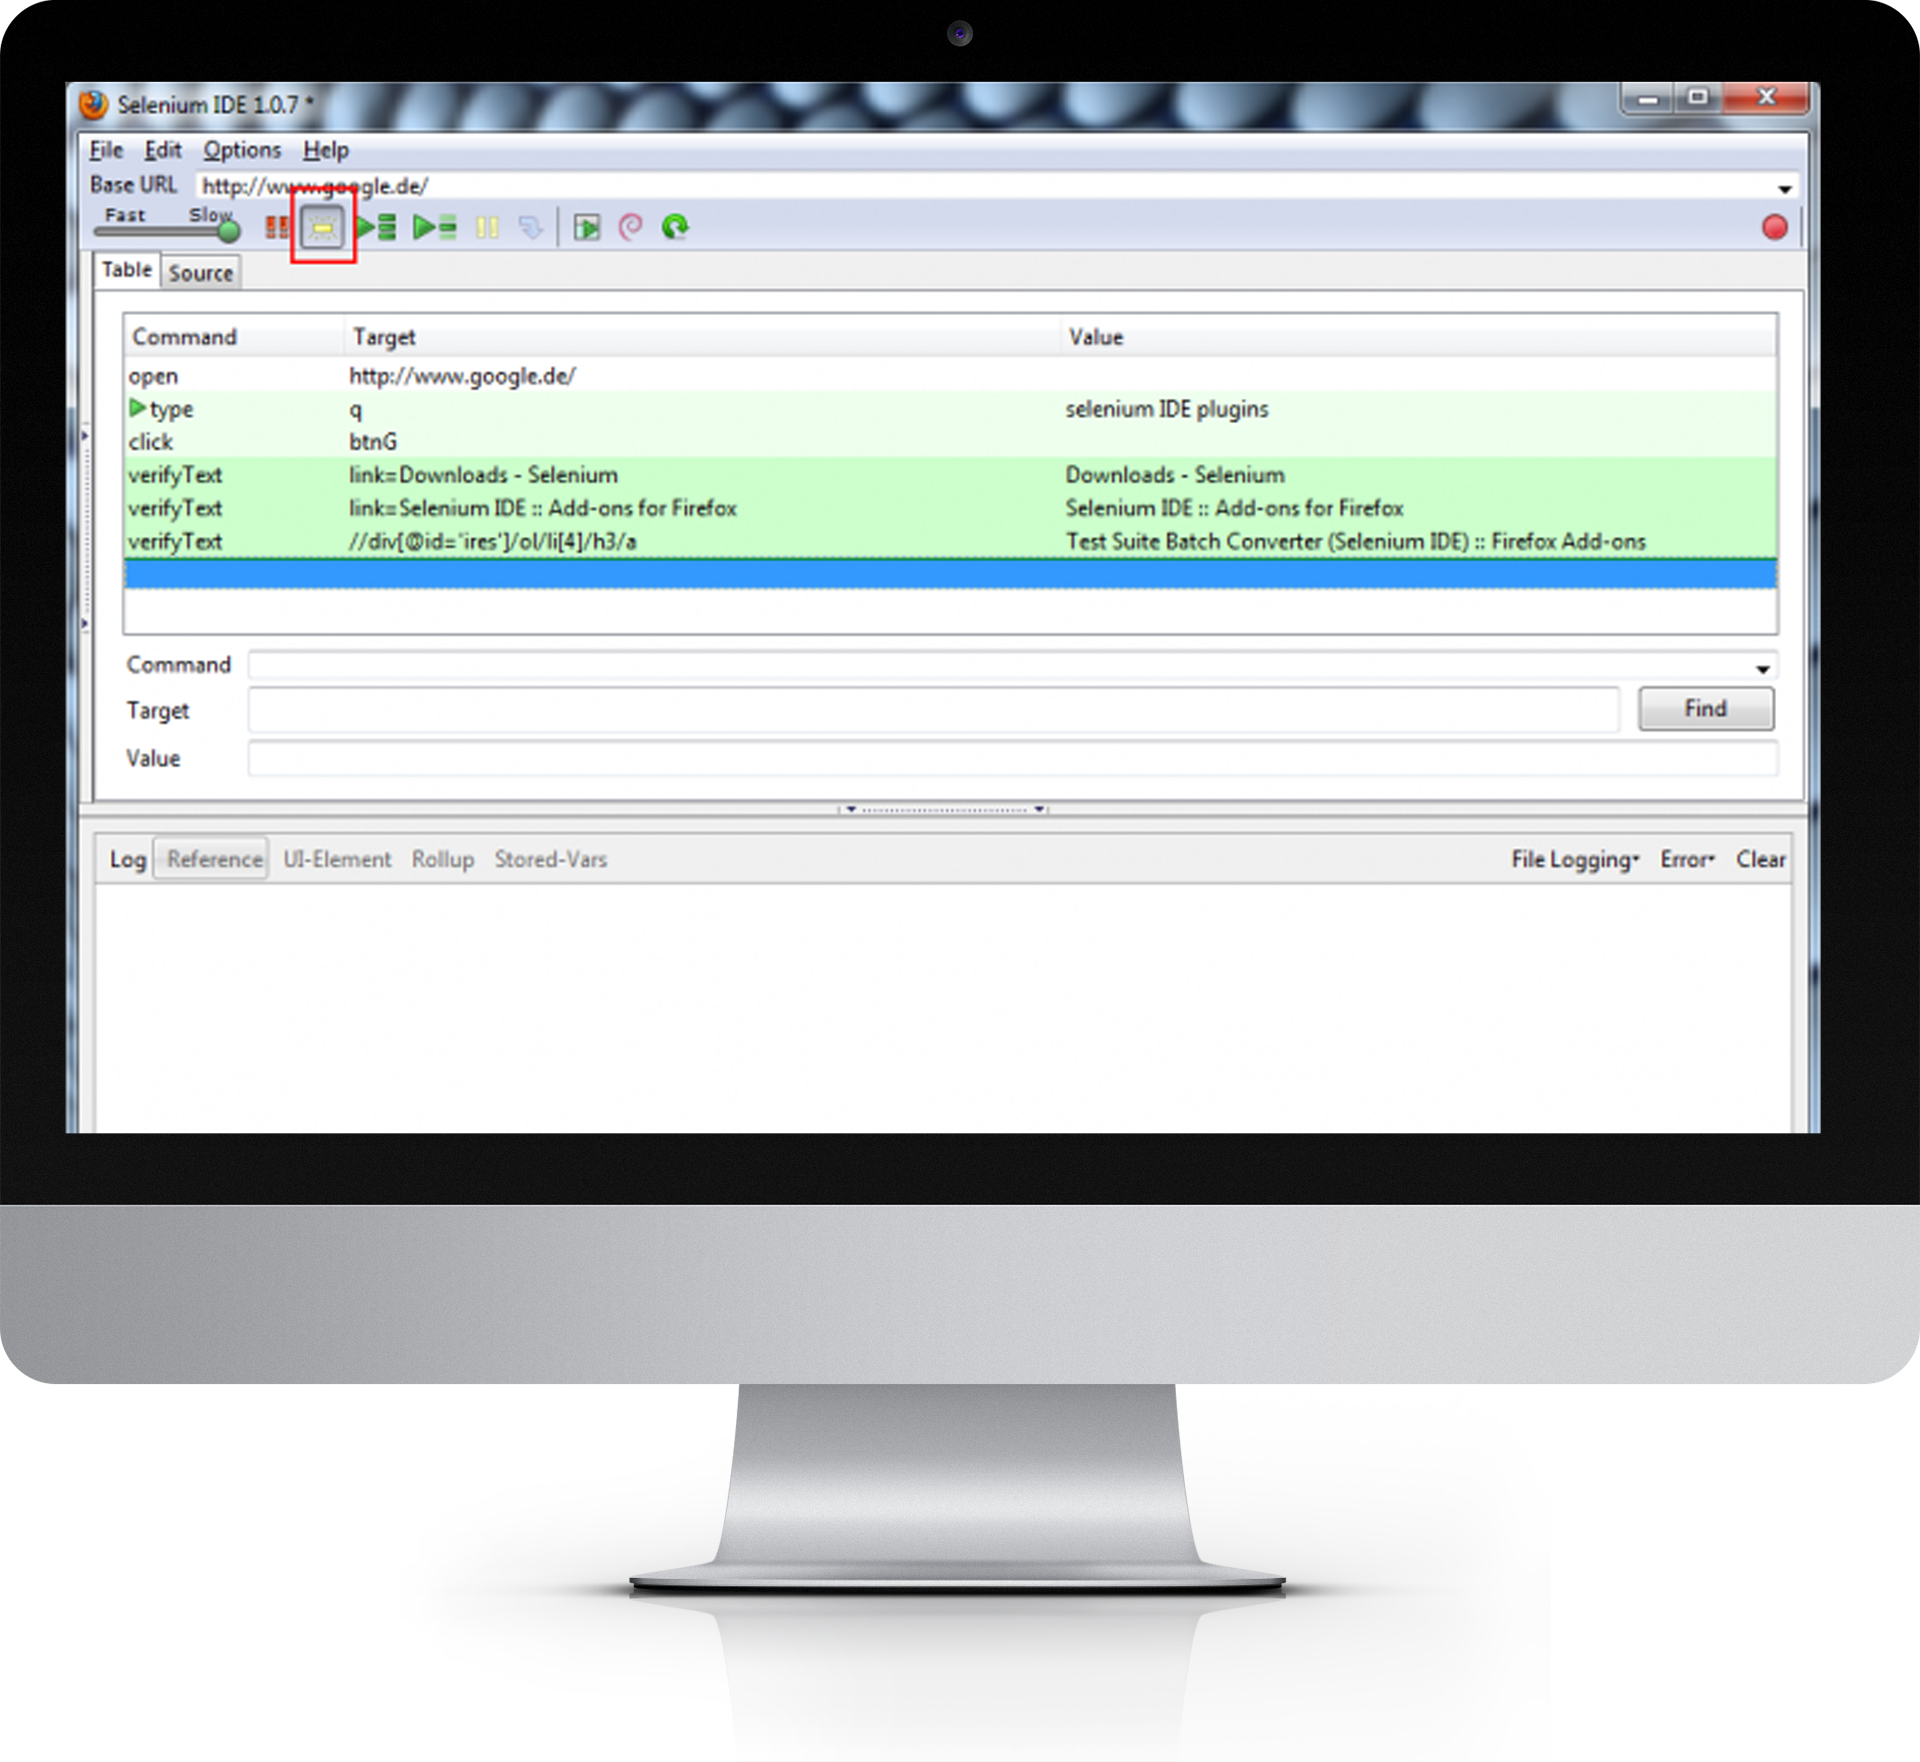 Selenium IDE 1.0.7 *
File Edit Options Help
Base URL http://www.google.de/
Fast Slow
Table Source
Command Target Value
open http://www.google.de/
type q selenium IDE plugins
click btnG
verifyText link=Downloads - Selenium Downloads - Selenium
verifyText link=Selenium IDE :: Add-ons for Firefox Selenium IDE :: Add-ons for Firefox
verifyText //div[@id='ires']/ol/li[4]/h3/a Test Suite Batch Converter (Selenium IDE) :: Firefox Add-ons
Command
Target Find
Value
Log Reference UI-Element Rollup Stored-Vars File Logging Error Clear